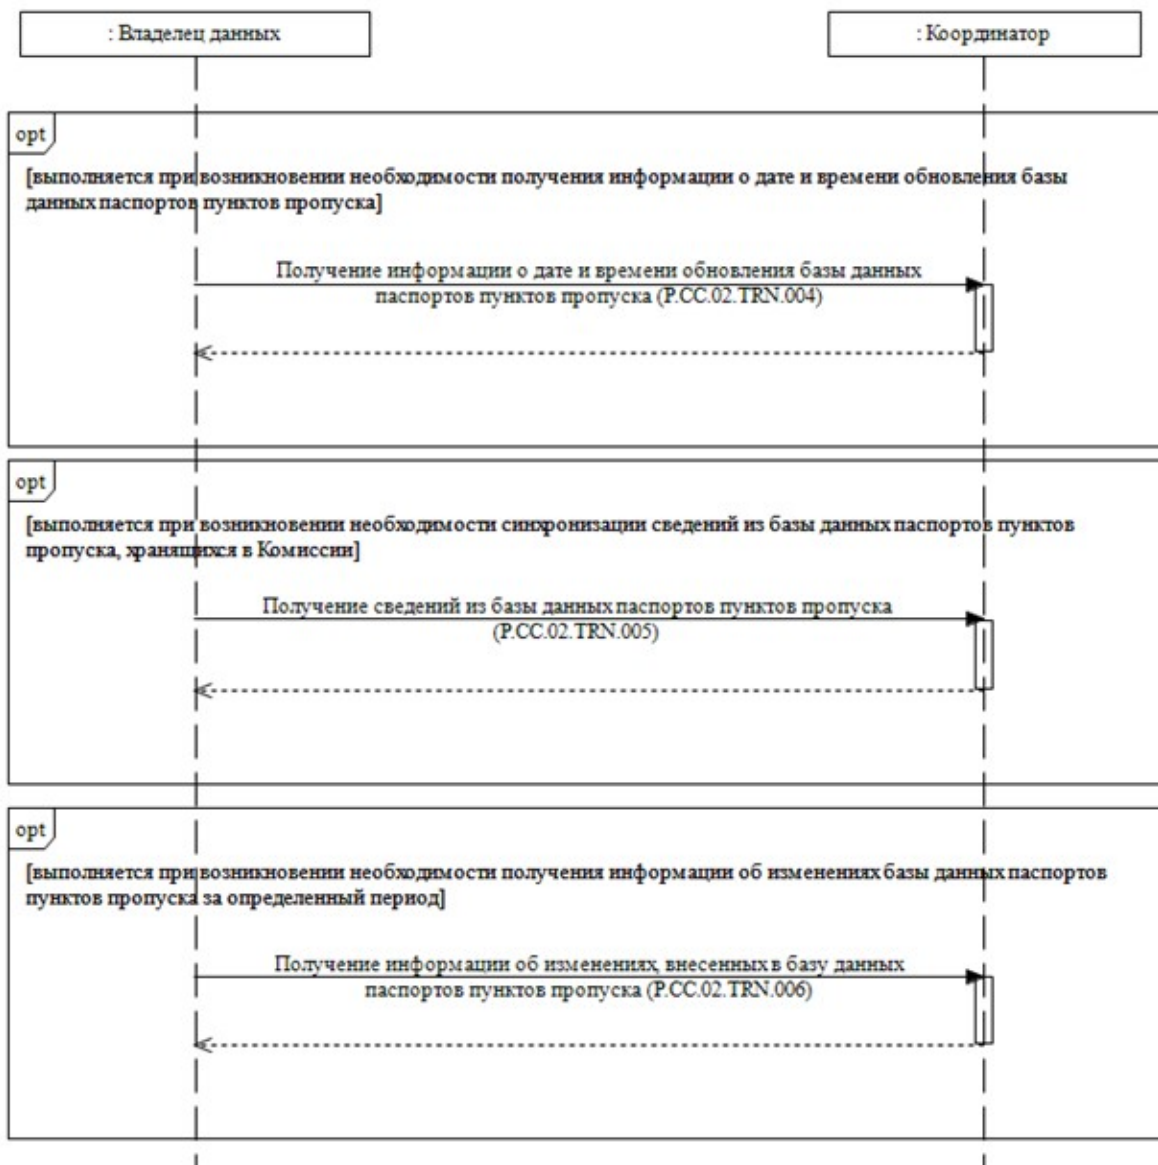 : Владелец данных
: Координатор
opt
[выполняется при возникновении необходимости получения информации о дате и времени обновления базы
данных паспортов пунктов пропуска]
Получение информации о дате и времени обновления базы данных
паспортов пунктов пропуска (P.CC.02.TRN.004)
opt
[выполняется при возникновении необходимости синхронизации сведений из базы данных паспортов пунктов
пропуска, хранящихся в Комиссии]
Получение сведений из базы данных паспортов пунктов пропуска
(P.CC.02.TRN.005)
opt
[выполняется при возникновении необходимости получения информации об изменениях базы данных паспортов
пунктов пропуска за определенный период]
Получение информации об изменениях, внесенных в базу данных
паспортов пунктов пропуска (P.CC.02.TRN.006)